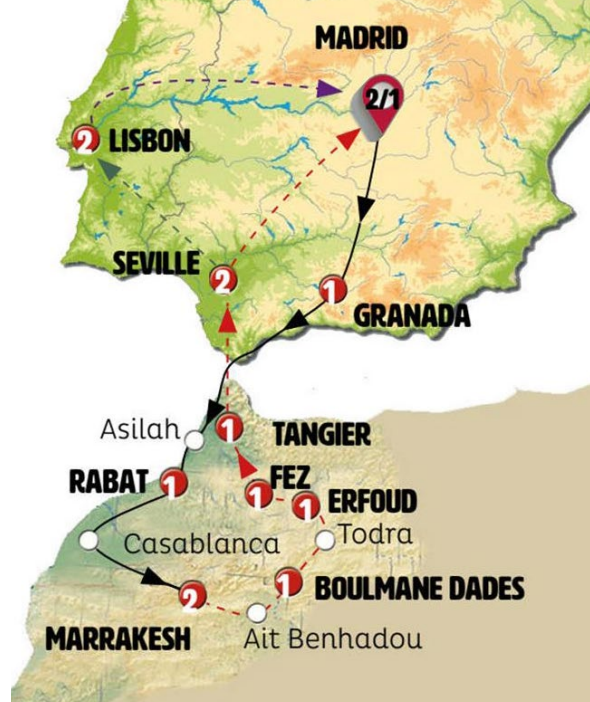 MADRID
2/1
2 LISBON
SEVILLE
2
1
GRANADA
Asilah
1
TANGIER
RABAT 1
FEZ
1
1
ERFOUD
Casablanca
Todra
2
1
BOULMANE DADES
MARRAKESH
Ait Benhadou